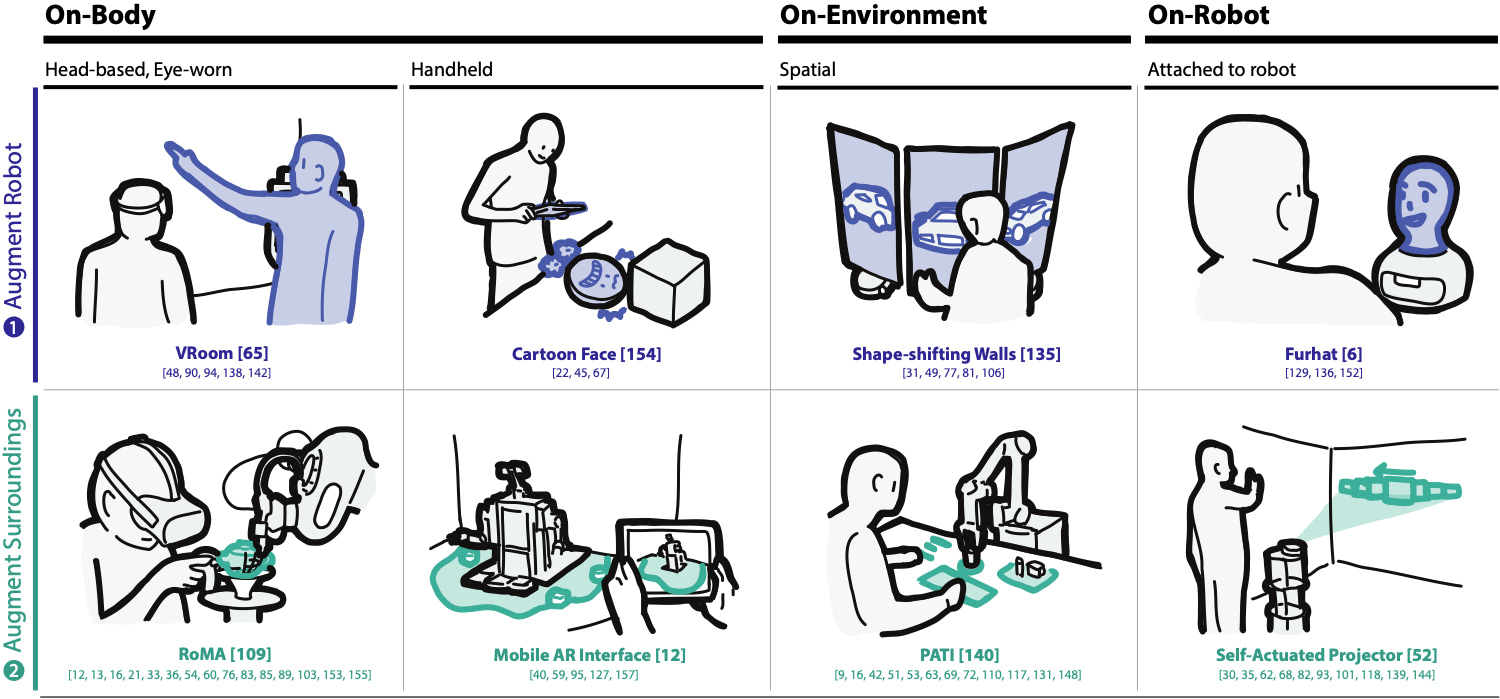 On-Body
On-Environment
On-Robot
Head-based, Eye-worn
Handheld
Spatial
Attached to robot
1 Augment Robot
VRoom [65]
[48, 90, 94, 138, 142]
Cartoon Face [154]
[22, 45, 67]
Shape-shifting Walls [135]
[31, 49, 77, 81, 106]
Furhat [6]
[129, 136, 152]
2 Augment Surroundings
RoMA [109]
[12, 13, 16, 21, 33, 36, 54, 60, 76, 83, 85, 89, 103, 153, 155]
Mobile AR Interface [12]
[40, 59, 95, 127, 157]
PATI [140]
[9, 16, 42, 51, 53, 63, 69, 72, 110, 117, 131, 148]
Self-Actuated Projector [52]
[30, 35, 62, 68, 82, 93, 101, 118, 139, 144]